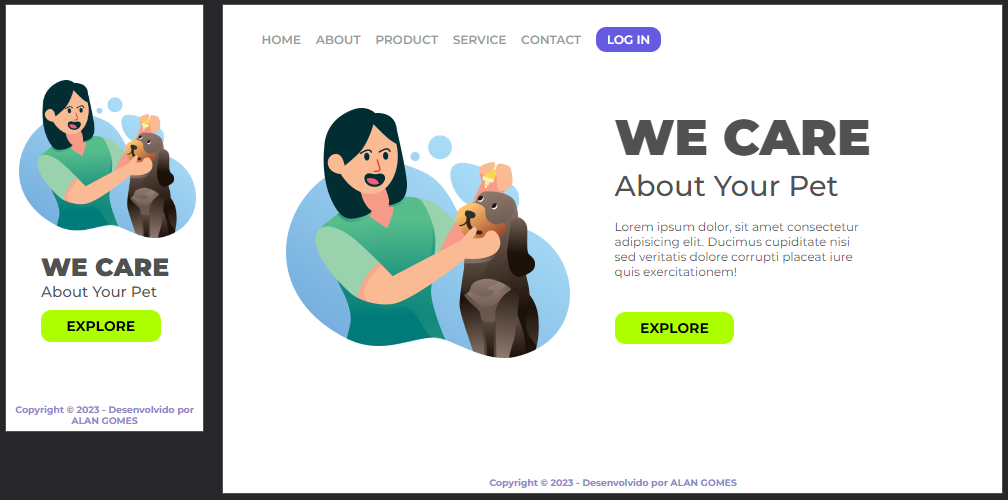 WE CARE
About Your Pet
EXPLORE
Copyright © 2023 - Desenvolvido por
ALAN GOMES
HOME ABOUT PRODUCT SERVICE CONTACT LOG IN
WE CARE
About Your Pet
Lorem ipsum dolor, sit amet consectetur
adipisicing elit. Ducimus cupiditate nisi
sed veritatis dolore corrupti placeat iure
quis exercitationem!
EXPLORE
Copyright © 2023 - Desenvolvido por ALAN GOMES